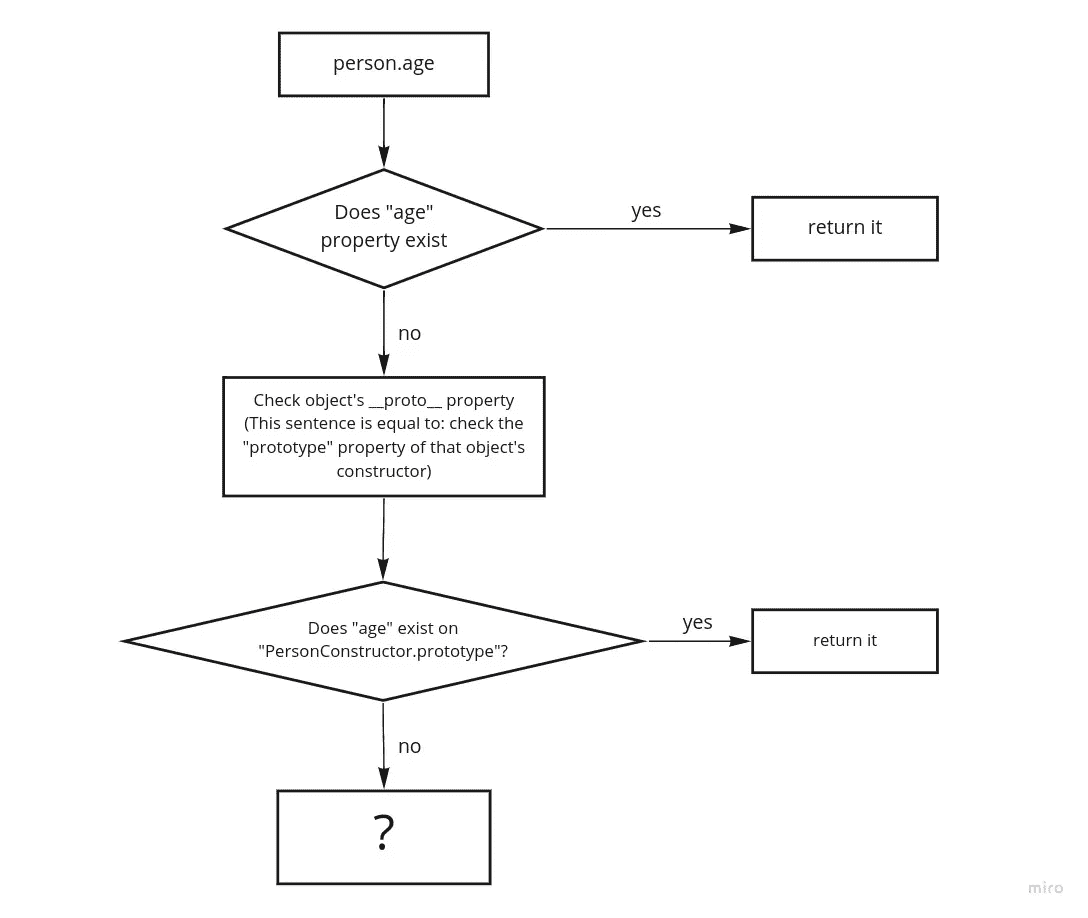 person.age
Does "age"
property exist
yes
return it
no
Check object's __proto__ property
(This sentence is equal to: check the
"prototype" property of that object's
constructor)
Does "age" exist on
"PersonConstructor.prototype"?
yes
return it
no
?
miro